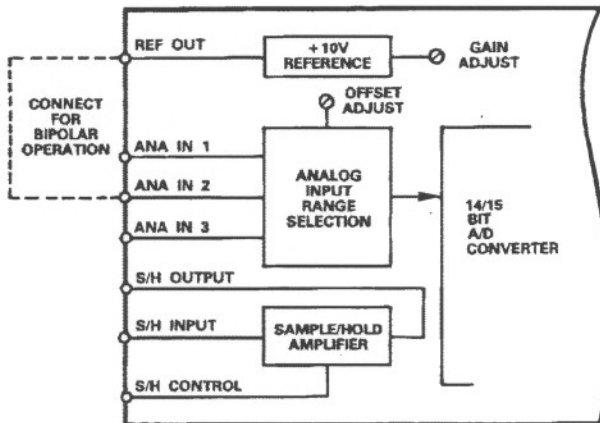 REF OUT
+10V
REFERENCE
GAIN
ADJUST
CONNECT
FOR
BIPOLAR
OPERATION
OFFSET
ADJUST
ANA IN 1
ANA IN 2
ANA IN 3
ANALOG
INPUT
RANGE
SELECTION
14/15
BIT
A/D
CONVERTER
S/H OUTPUT
S/H INPUT
SAMPLE/HOLD
AMPLIFIER
S/H CONTROL